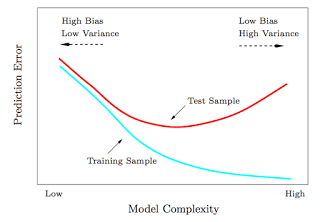 High Bias
Low Variance
Low Bias
High Variance
Prediction Error
Test Sample
Training Sample
Low
High
Model Complexity